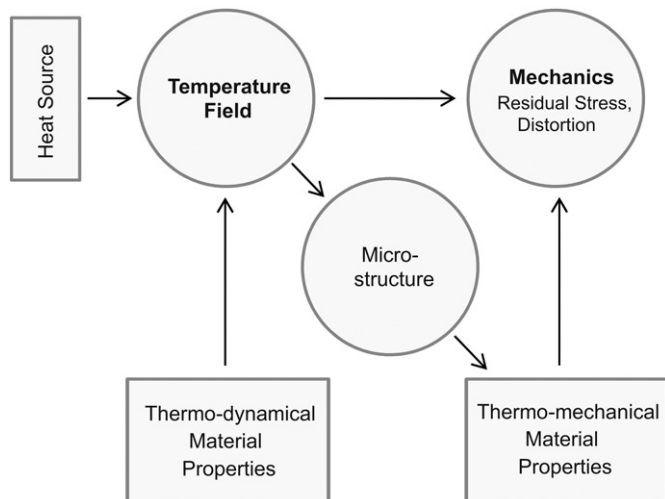 Heat Source
Temperature
Field
Mechanics
Residual Stress,
Distortion
Micro-
structure
Thermo-dynamical
Material
Properties
Thermo-mechanical
Material
Properties